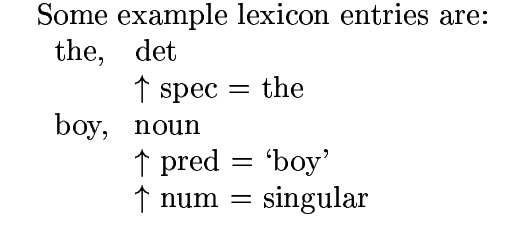 Some example lexicon entries are:
the, det
↑ spec = the
boy, noun
↑ pred = ‘boy’
↑ num = singular